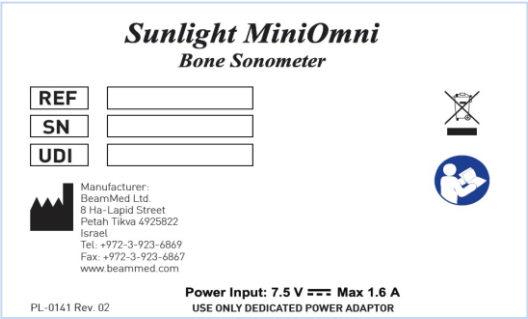 Sunlight MiniOmni
Bone Sonometer
REF
SN
UDI
Manufacturer:
BeamMed Ltd.
8 Ha-Lapid Street
Petah Tikva 4925822
Israel
Tel: +972-3-923-6869
Fax: +972-3-923-6867
www.beammed.com
Power Input: 7.5 V ⎓ Max 1.6 A
PL-0141 Rev. 02
USE ONLY DEDICATED POWER ADAPTOR